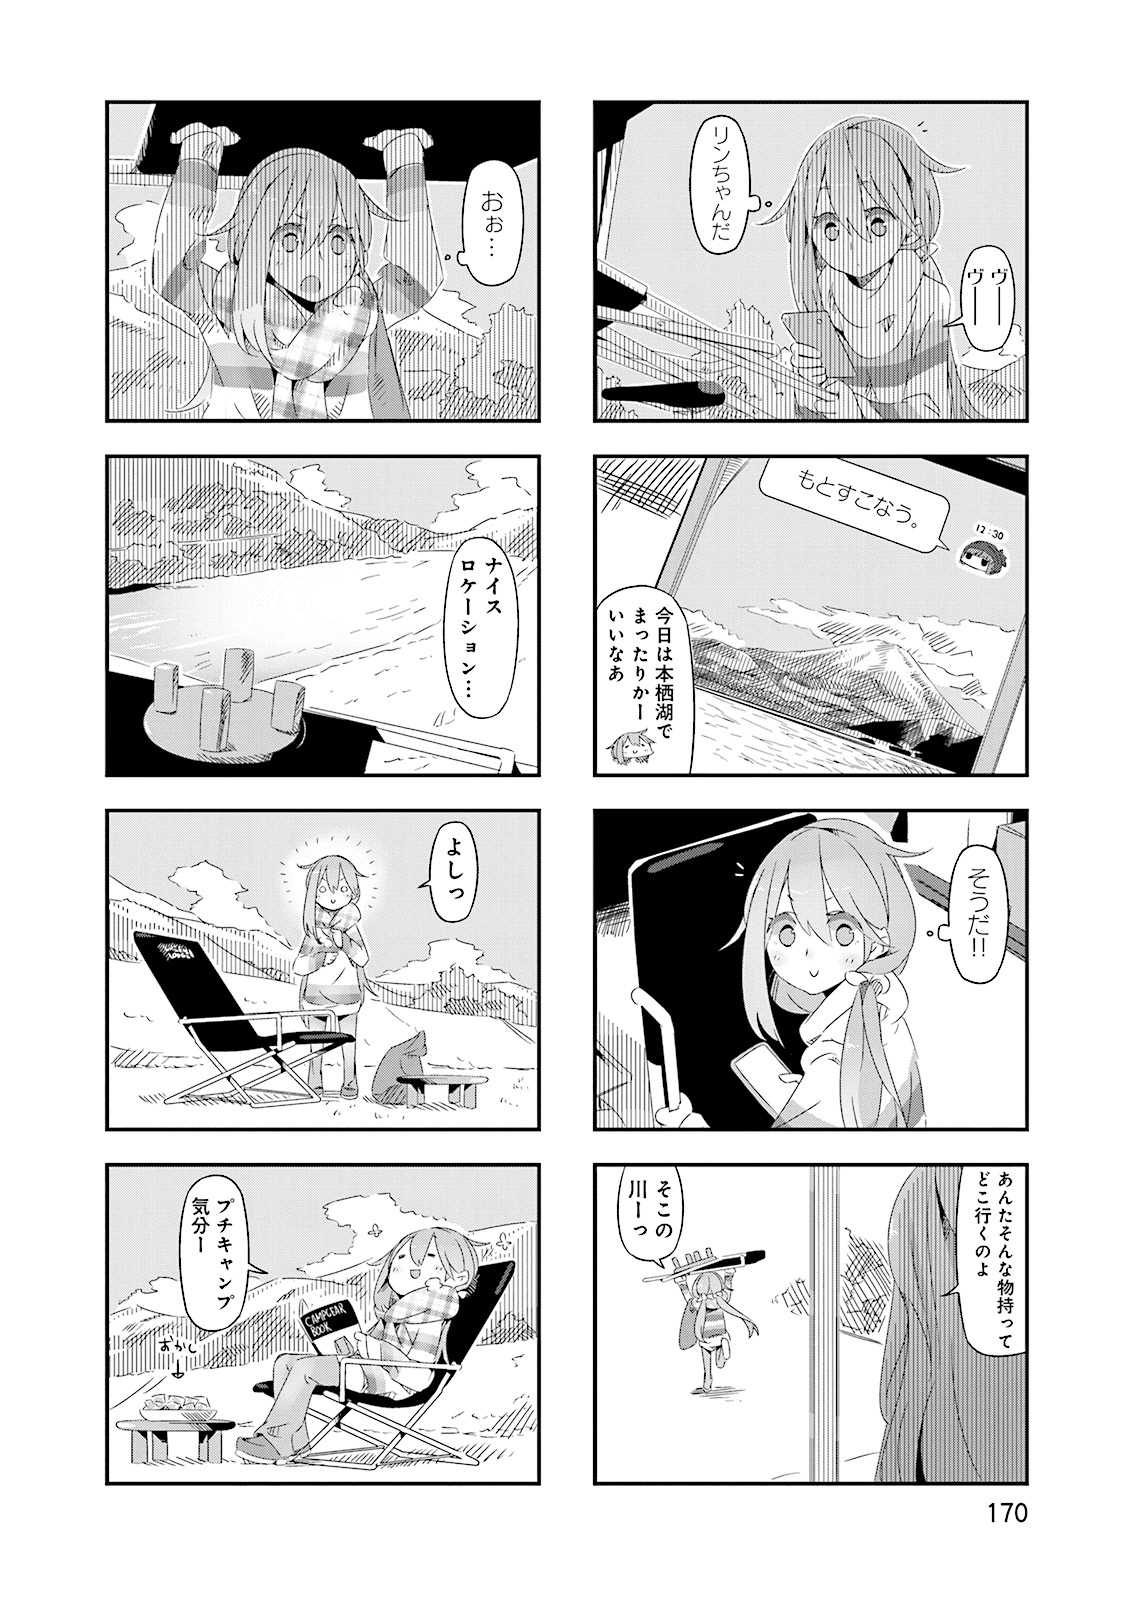 ヴー
ヴー
リンちゃんだ
もとすこなう。
12:30
今日は本栖湖で
まったりかー
いいなあ
そうだ!!
あんたそんな物持って
どこ行くのよ
そこの
川ーっ
おぉ…
ナイス
ロケーション…
よしっ
プチキャンプ
気分ー
CAMPGEAR
BOOK
おかし
170